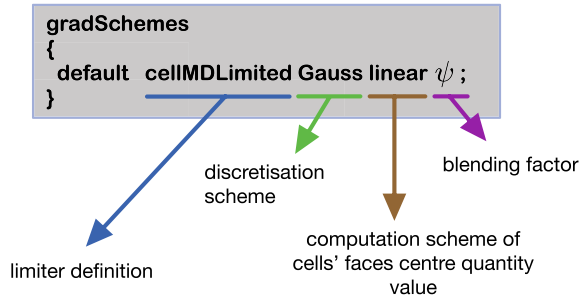 gradSchemes
{
default cellMDLimited Gauss linear ψ ;
}
discretisation
scheme
blending factor
computation scheme of
cells' faces centre quantity
value
limiter definition